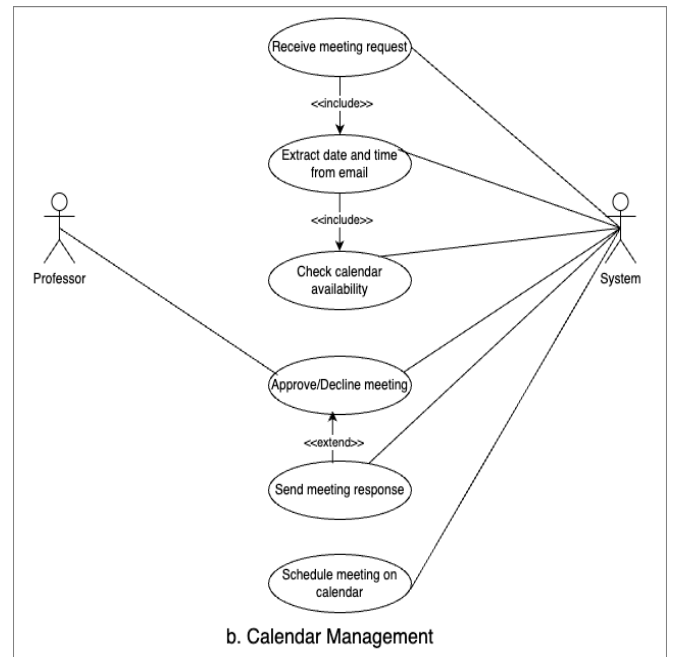 Receive meeting request
<<include>>
Extract date and time
from email
<<include>>
Professor
System
Check calendar
availability
Approve/Decline meeting
<<extend>>
Send meeting response
Schedule meeting on
calendar
b. Calendar Management